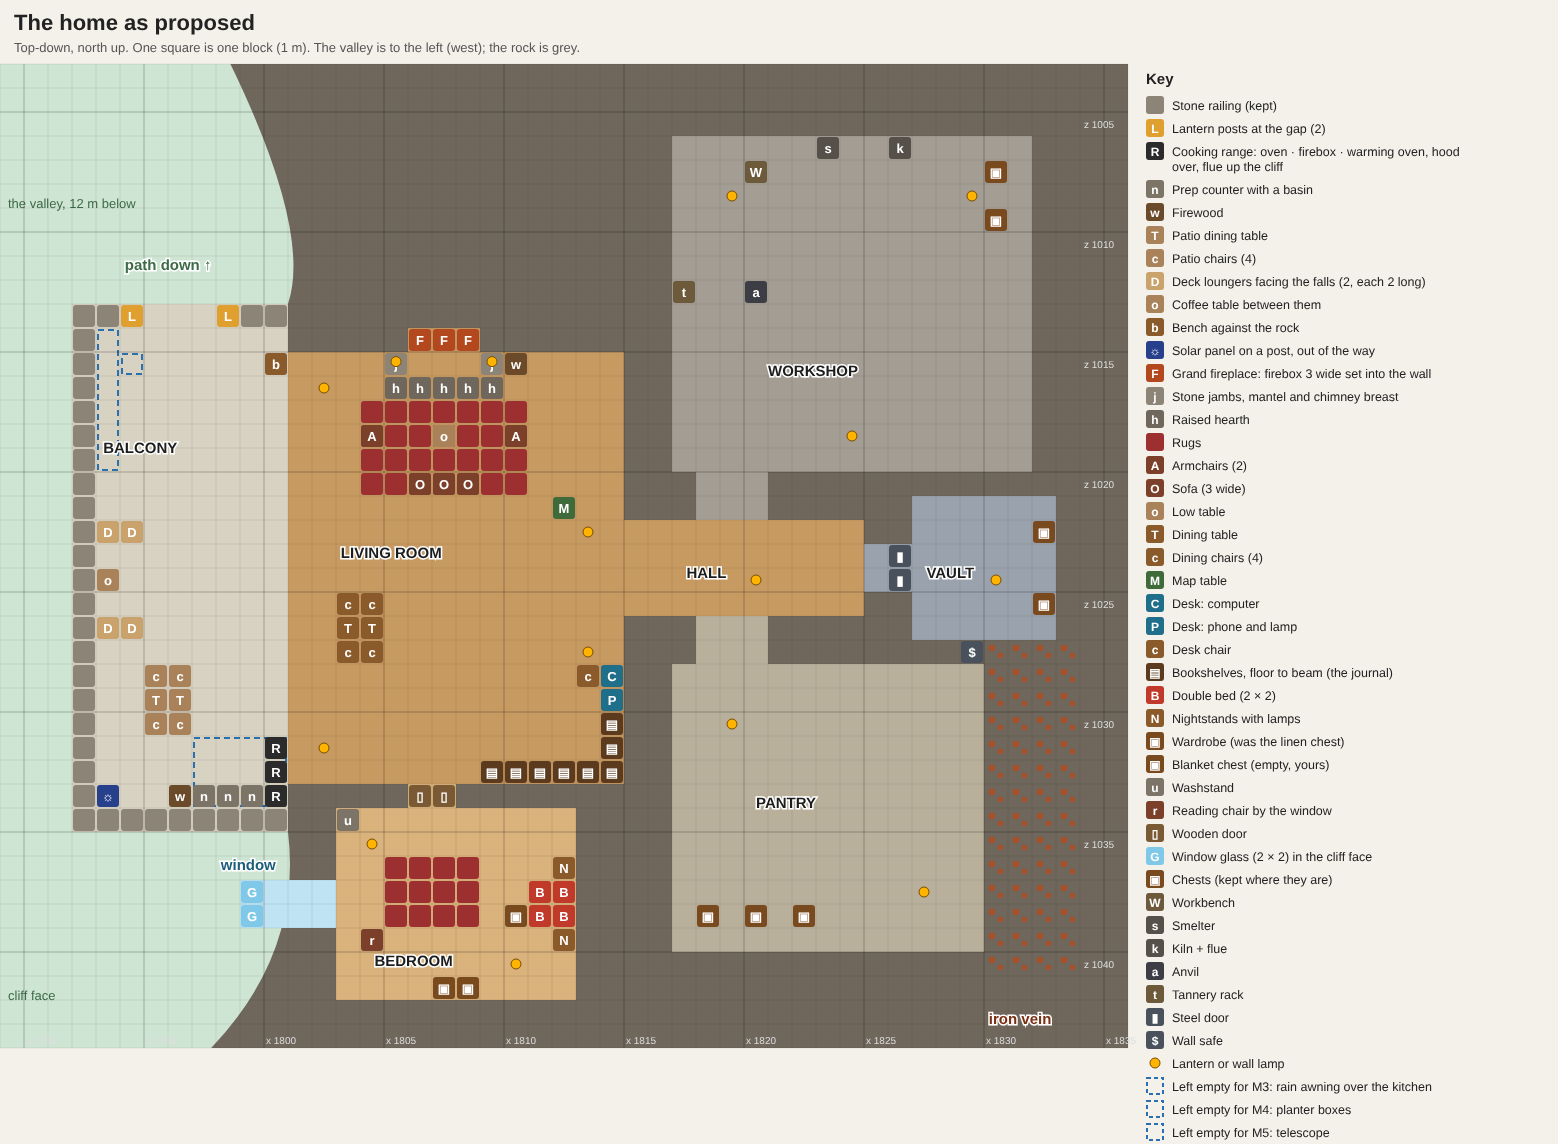 The home as proposed
Top-down, north up. One square is one block (1 m). The valley is to the left (west); the rock is grey.
Key
Stone railing (kept)
L Lantern posts at the gap (2)
R Cooking range: oven · firebox · warming oven, hood
over, flue up the cliff
n Prep counter with a basin
w Firewood
T Patio dining table
c Patio chairs (4)
D Deck loungers facing the falls (2, each 2 long)
o Coffee table between them
b Bench against the rock
☼ Solar panel on a post, out of the way
F Grand fireplace: firebox 3 wide set into the wall
j Stone jambs, mantel and chimney breast
h Raised hearth
Rugs
A Armchairs (2)
O Sofa (3 wide)
o Low table
T Dining table
c Dining chairs (4)
M Map table
C Desk: computer
P Desk: phone and lamp
c Desk chair
▤ Bookshelves, floor to beam (the journal)
B Double bed (2 × 2)
N Nightstands with lamps
▣ Wardrobe (was the linen chest)
▣ Blanket chest (empty, yours)
u Washstand
r Reading chair by the window
▯ Wooden door
G Window glass (2 × 2) in the cliff face
▣ Chests (kept where they are)
W Workbench
s Smelter
k Kiln + flue
a Anvil
t Tannery rack
▮ Steel door
$ Wall safe
Lantern or wall lamp
Left empty for M3: rain awning over the kitchen
Left empty for M4: planter boxes
Left empty for M5: telescope
z 1005
s k
W ▣
the valley, 12 m below
▣
z 1010
path down ↑
t a
L L
F F F
b j j w
z 1015
WORKSHOP
h h h h h
A o A
BALCONY
O O O
z 1020
M
D D
▣
LIVING ROOM
▮
HALL
VAULT
o
▮
c c
▣
z 1025
T T
D D
c c
$
c c
c C
T T
P
c c
▤
z 1030
R
▤
R
▤ ▤ ▤ ▤ ▤ ▤
☼ w n n n R
▯ ▯
PANTRY
u
z 1035
window
N
G
B B
G
▣ B B
▣ ▣ ▣
r N
BEDROOM
z 1040
▣ ▣
cliff face
iron vein
x 1800
x 1805
x 1810
x 1815
x 1820
x 1825
x 1830